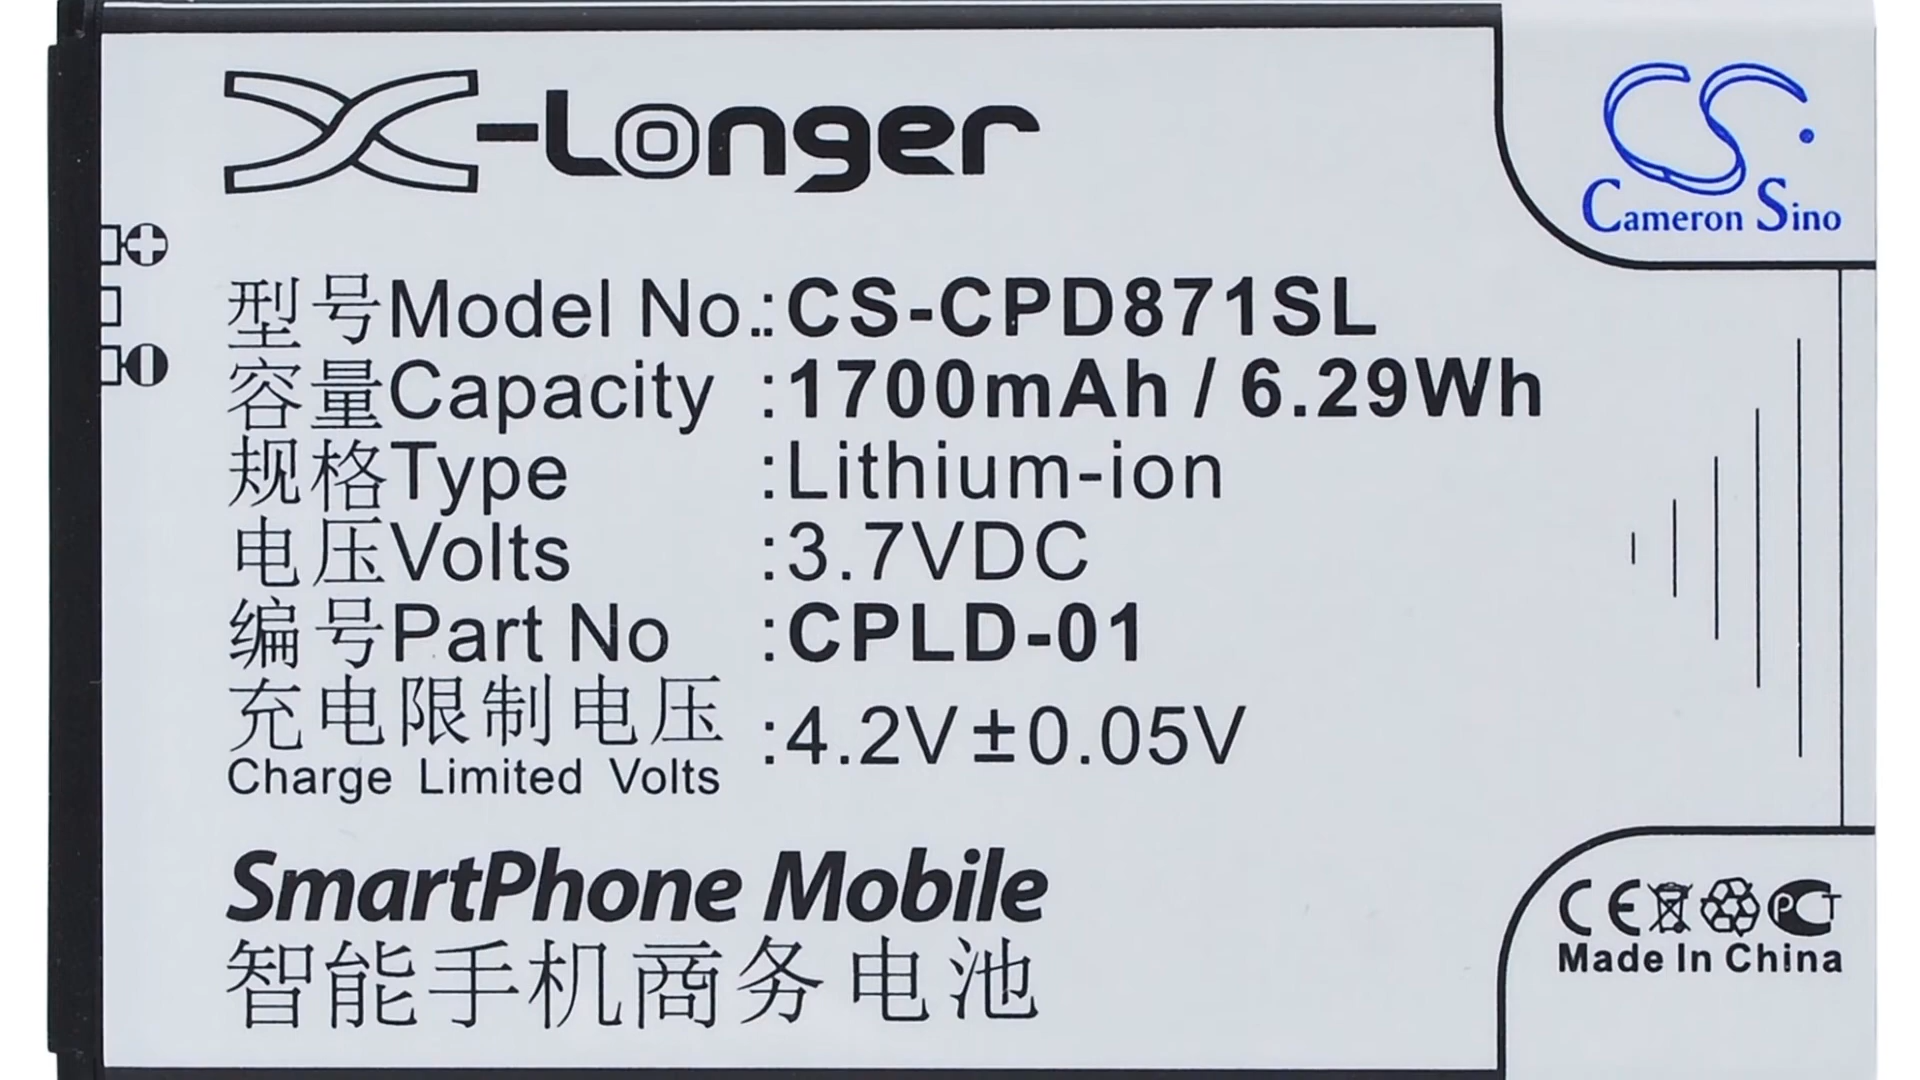 X-Longer
CS
Cameron Sino
型号Model No.:CS-CPD871SL
容量Capacity :1700mAh / 6.29Wh
规格Type :Lithium-ion
电压Volts :3.7VDC
编号Part No :CPLD-01
充电限制电压
Charge Limited Volts :4.2V±0.05V
SmartPhone Mobile
智能手机商务电池
CE PCT
Made In China